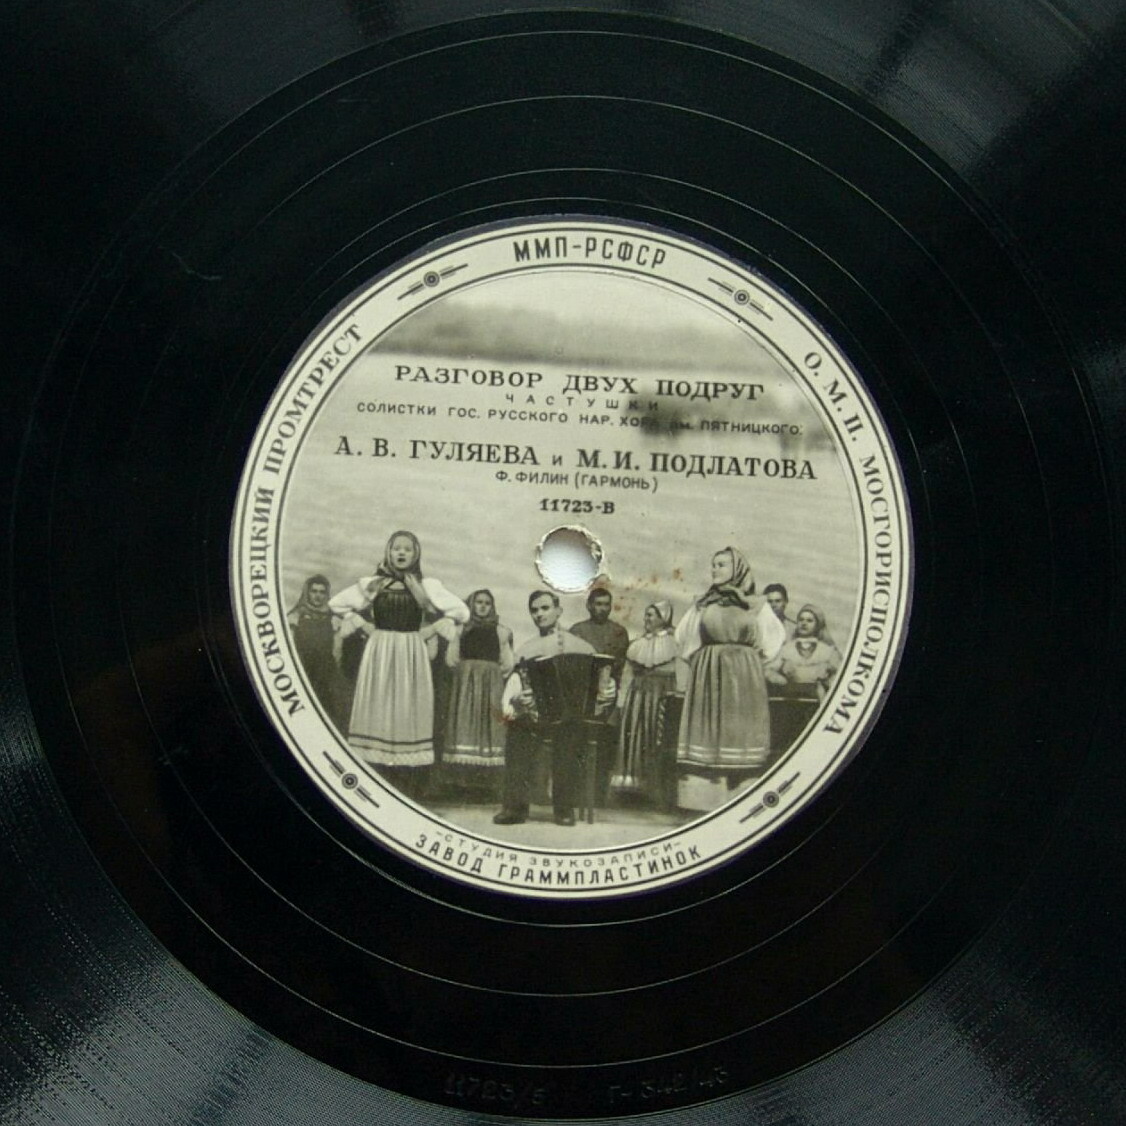 ММП-РСФСР
МОСКВОРЕЦКИЙ ПРОМТРЕСТ
О. М. П. МОСГОРИСПОЛКОМА
РАЗГОВОР ДВУХ ПОДРУГ
ЧАСТУШКИ
СОЛИСТКИ ГОС. РУССКОГО НАР. ХОРА им. ПЯТНИЦКОГО:
А. В. ГУЛЯЕВА и М. И. ПОДЛАТОВА
Ф. ФИЛИН (ГАРМОНЬ)
11723-В
-СТУДИЯ ЗВУКОЗАПИСИ-
ЗАВОД ГРАММПЛАСТИНОК